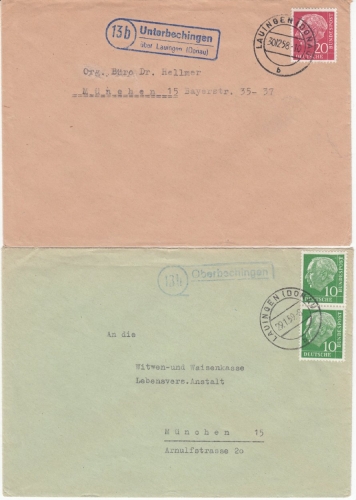 13b Unterbechingen
über Lauingen (Donau)
LAUINGEN (DONAU)
b
20
DEUTSCHE BUNDESPOST
Org. Büro Dr. Hellmer
München 15 Bayerstr. 35-37
13b Oberbechingen
LAUINGEN (DONAU)
10
DEUTSCHE BUNDESPOST
10
DEUTSCHE BUNDESPOST
An die
Witwen-und Waisenkasse
Lebensvers.Anstalt
München 15
Arnulfstrasse 20